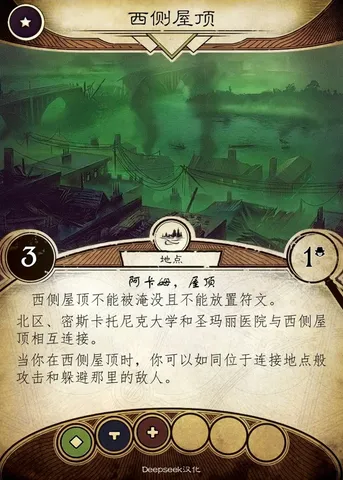 西侧屋顶
3
地点
1
阿卡姆，屋顶
西侧屋顶不能被淹没且不能放置符文。
北区、密斯卡托尼克大学和圣玛丽医院与西侧屋
顶相互连接。
当你在西侧屋顶时，你可以如同位于连接地点般
攻击和躲避那里的敌人。
Deepseek汉化